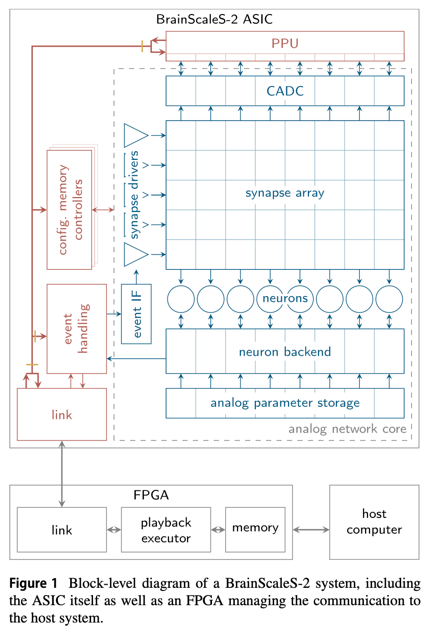 BrainScaleS-2 ASIC
PPU
CADC
synapse drivers
synapse array
config. memory
controllers
event IF
neurons
event
handling
neuron backend
link
analog parameter storage
analog network core
FPGA
link
playback
executor
memory
host
computer
Figure 1 Block-level diagram of a BrainScaleS-2 system, including
the ASIC itself as well as an FPGA managing the communication to
the host system.